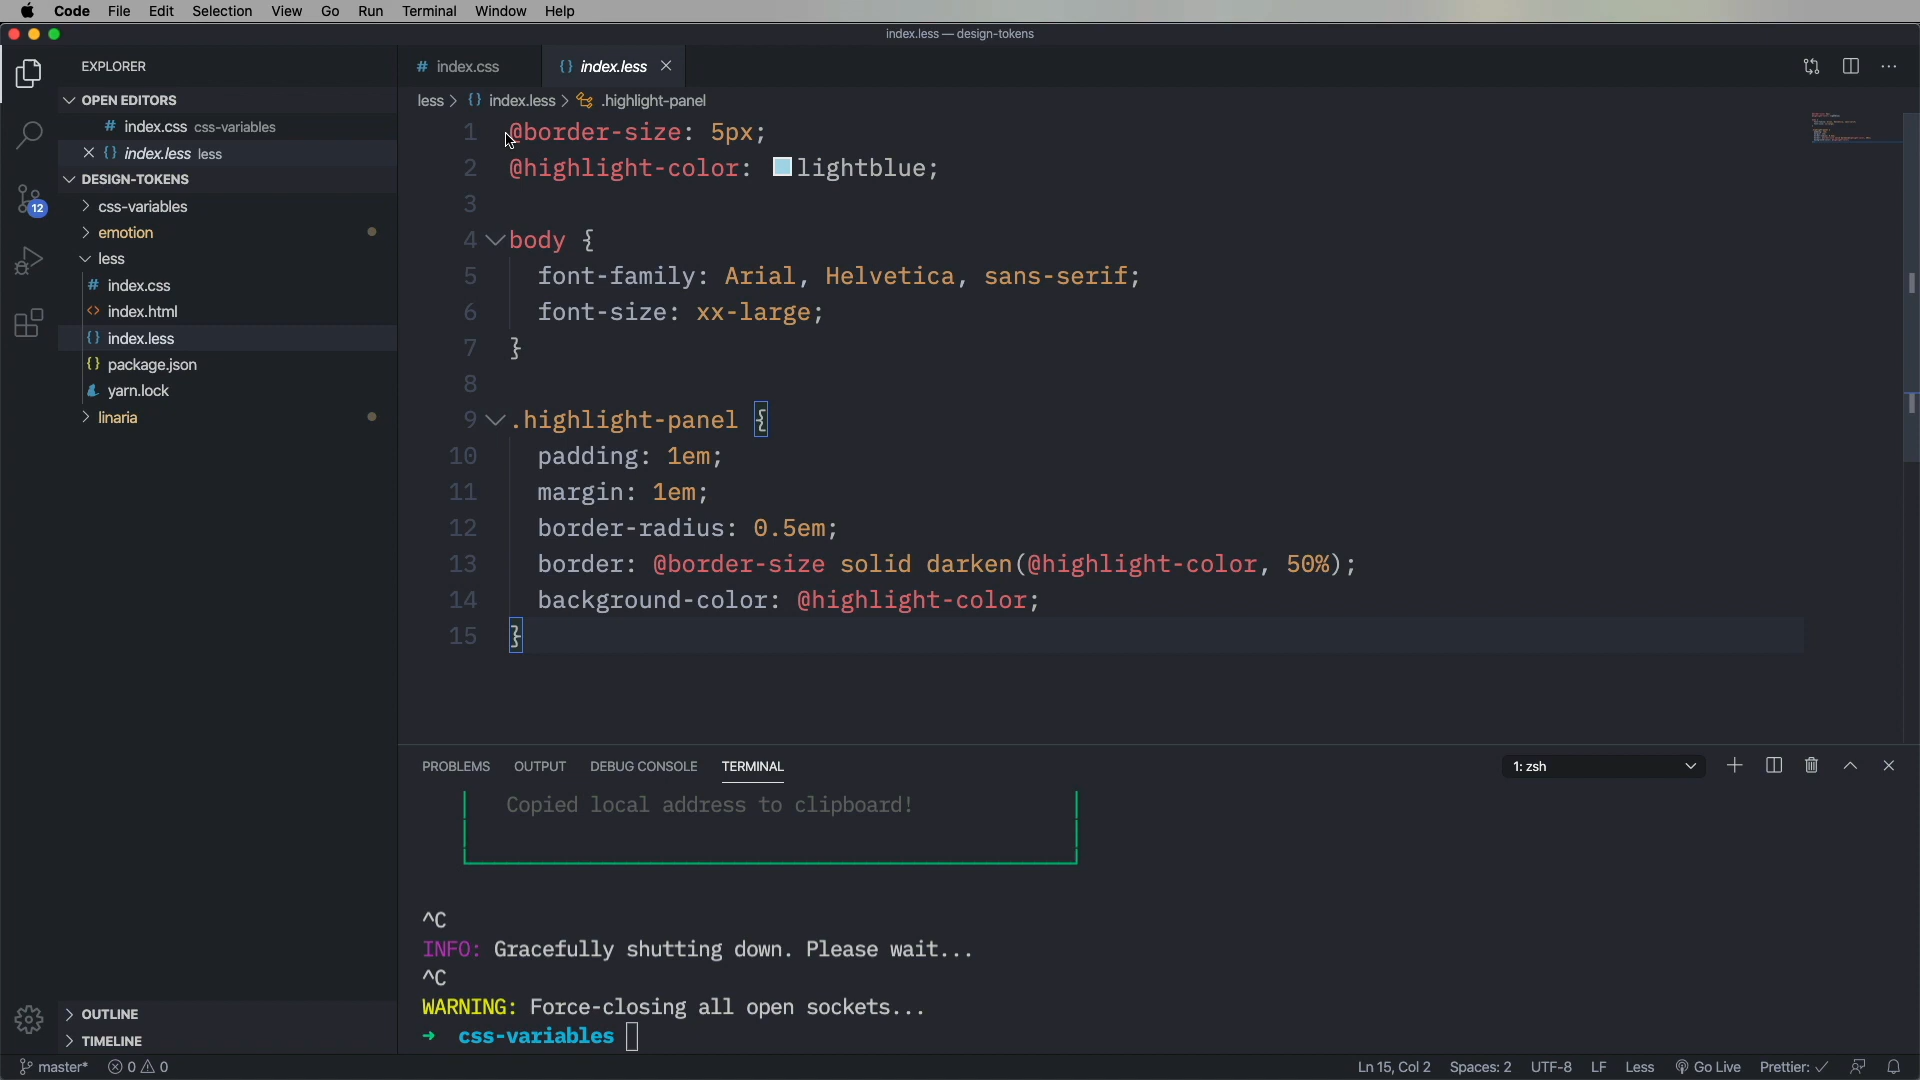 Code File Edit Selection View Go Run Terminal Window Help
index.less — design-tokens
EXPLORER
# index.css
{} index.less
OPEN EDITORS
less > {} index.less > .highlight-panel
# index.css css-variables
{} index.less less
DESIGN-TOKENS
css-variables
emotion
less
# index.css
<> index.html
{} index.less
{} package.json
yarn.lock
linaria
12
1 @border-size: 5px;
2 @highlight-color: lightblue;
3
4 body {
5 font-family: Arial, Helvetica, sans-serif;
6 font-size: xx-large;
7 }
8
9 .highlight-panel {
10 padding: 1em;
11 margin: 1em;
12 border-radius: 0.5em;
13 border: @border-size solid darken(@highlight-color, 50%);
14 background-color: @highlight-color;
15 }
PROBLEMS OUTPUT DEBUG CONSOLE TERMINAL
1: zsh
Copied local address to clipboard!
^C
INFO: Gracefully shutting down. Please wait...
^C
WARNING: Force-closing all open sockets...
→ css-variables
OUTLINE
TIMELINE
master* 0 0
Ln 15, Col 2 Spaces: 2 UTF-8 LF Less Go Live Prettier: ✓